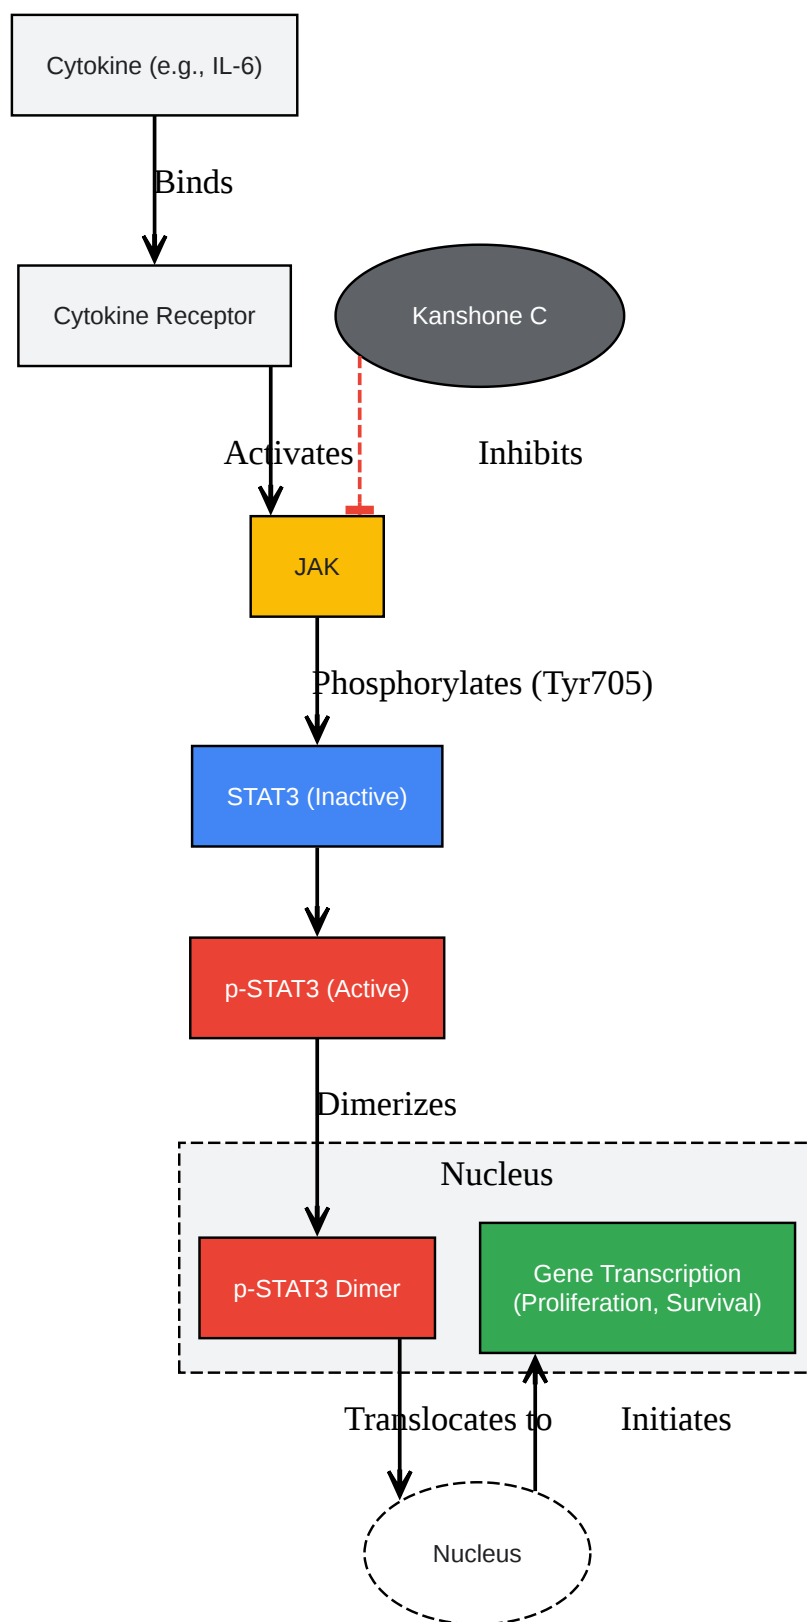 Cytokine (e.g., IL-6)
Binds
Cytokine Receptor
Kanshone C
Activates
Inhibits
JAK
Phosphorylates (Tyr705)
STAT3 (Inactive)
p-STAT3 (Active)
Dimerizes
Nucleus
p-STAT3 Dimer
Gene Transcription
(Proliferation, Survival)
Translocates to
Initiates
Nucleus